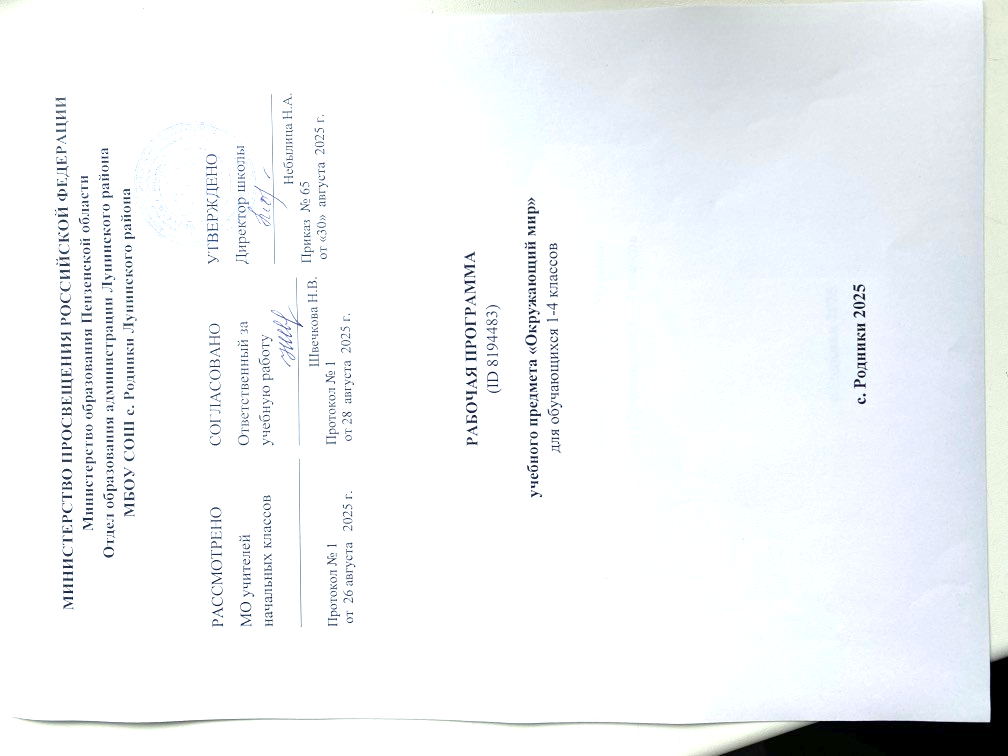 МИНИСТЕРСТВО ПРОСВЕЩЕНИЯ РОССИЙСКОЙ ФЕДЕРАЦИИ
Министерство образования Пензенской области
Отдел образования администрации Лунинского района
МБОУ СОШ с. Родники Лунинского района
РАССМОТРЕНО
МО учителей
начальных классов
Протокол № 1
от 26 августа 2025 г.
СОГЛАСОВАНО
Ответственный за
учебную работу
Швечкова Н.В.
Протокол № 1
от 28 августа 2025 г.
УТВЕРЖДЕНО
Директор школы
Небылица Н.А.
Приказ № 65
от «30» августа 2025 г.
РАБОЧАЯ ПРОГРАММА
(ID 8194483)
учебного предмета «Окружающий мир»
для обучающихся 1-4 классов
с. Родники 2025